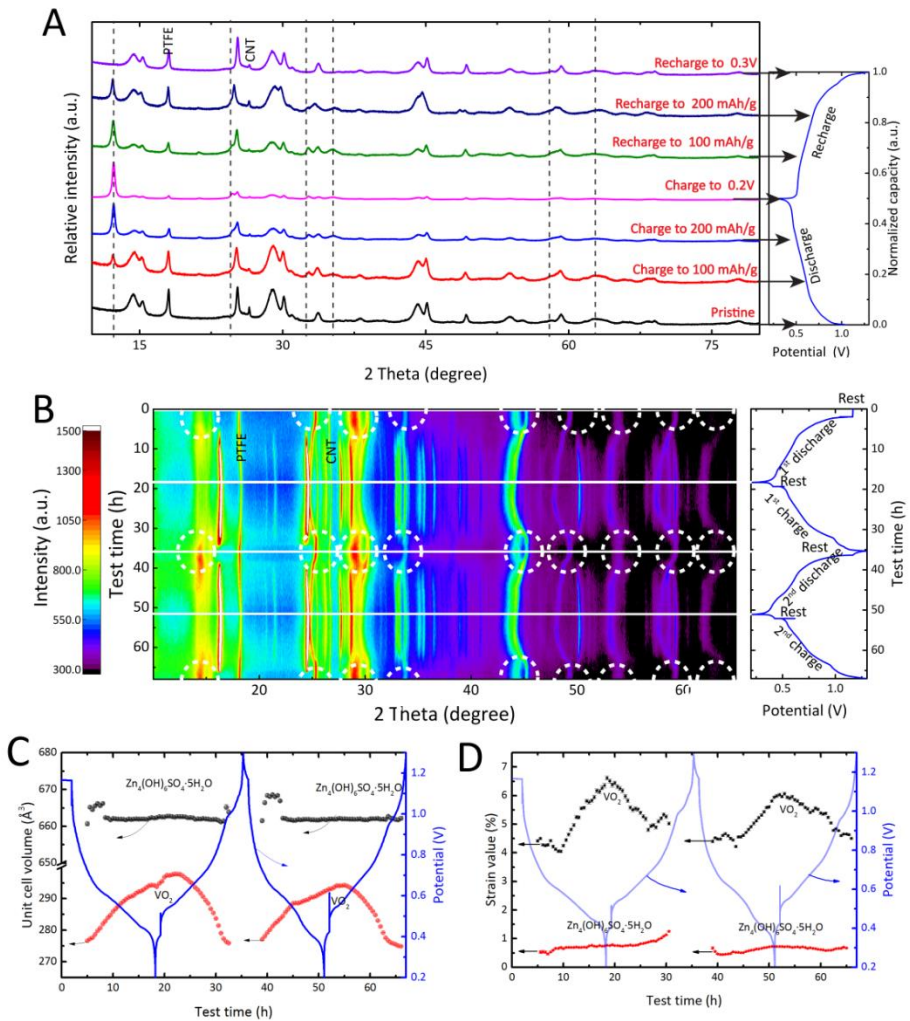 A
Relative intensity (a.u.)
PTFE
CNT
Recharge to 0.3V
Recharge to 200 mAh/g
Recharge to 100 mAh/g
Charge to 0.2V
Charge to 200 mAh/g
Charge to 100 mAh/g
Pristine
15
30
45
60
75
2 Theta (degree)
Recharge
Discharge
1.0
0.8
0.6
0.4
0.2
0.0
Normalized capacity (a.u.)
0.5
1.0
Potential (V)
B
Intensity (a.u.)
1500
1300
1050
800.0
550.0
300.0
Test time (h)
0
10
20
30
40
50
60
PTFE
CNT
20
30
40
50
60
2 Theta (degree)
Rest
1st discharge
Rest
1st charge
Rest
2nd discharge
Rest
2nd charge
0
10
20
30
40
50
60
Test time (h)
0.5
1.0
Potential (V)
C
Unit cell volume (Å3)
680
670
660
650
290
280
270
Zn4(OH)6SO4·5H2O
Zn4(OH)6SO4·5H2O
VO2
VO2
0
10
20
30
40
50
60
Test time (h)
1.2
1.0
0.8
0.6
0.4
0.2
Potential (V)
D
Strain value (%)
7
6
5
4
3
2
1
0
VO2
VO2
Zn4(OH)6SO4·5H2O
Zn4(OH)6SO4·5H2O
0
10
20
30
40
50
60
Test time (h)
1.2
1.0
0.8
0.6
0.4
0.2
Potential (V)